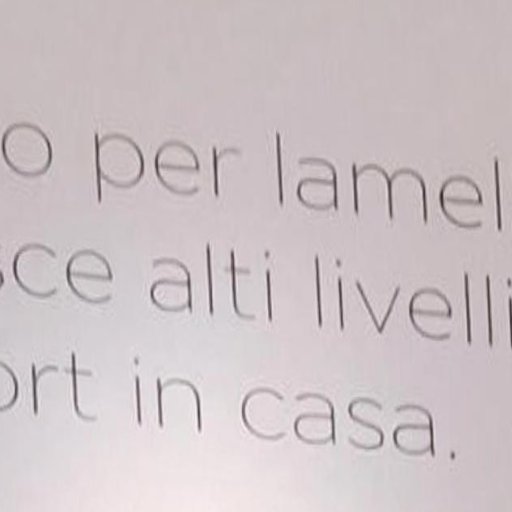 o per lamel
sce alti livelli
ort in casa.